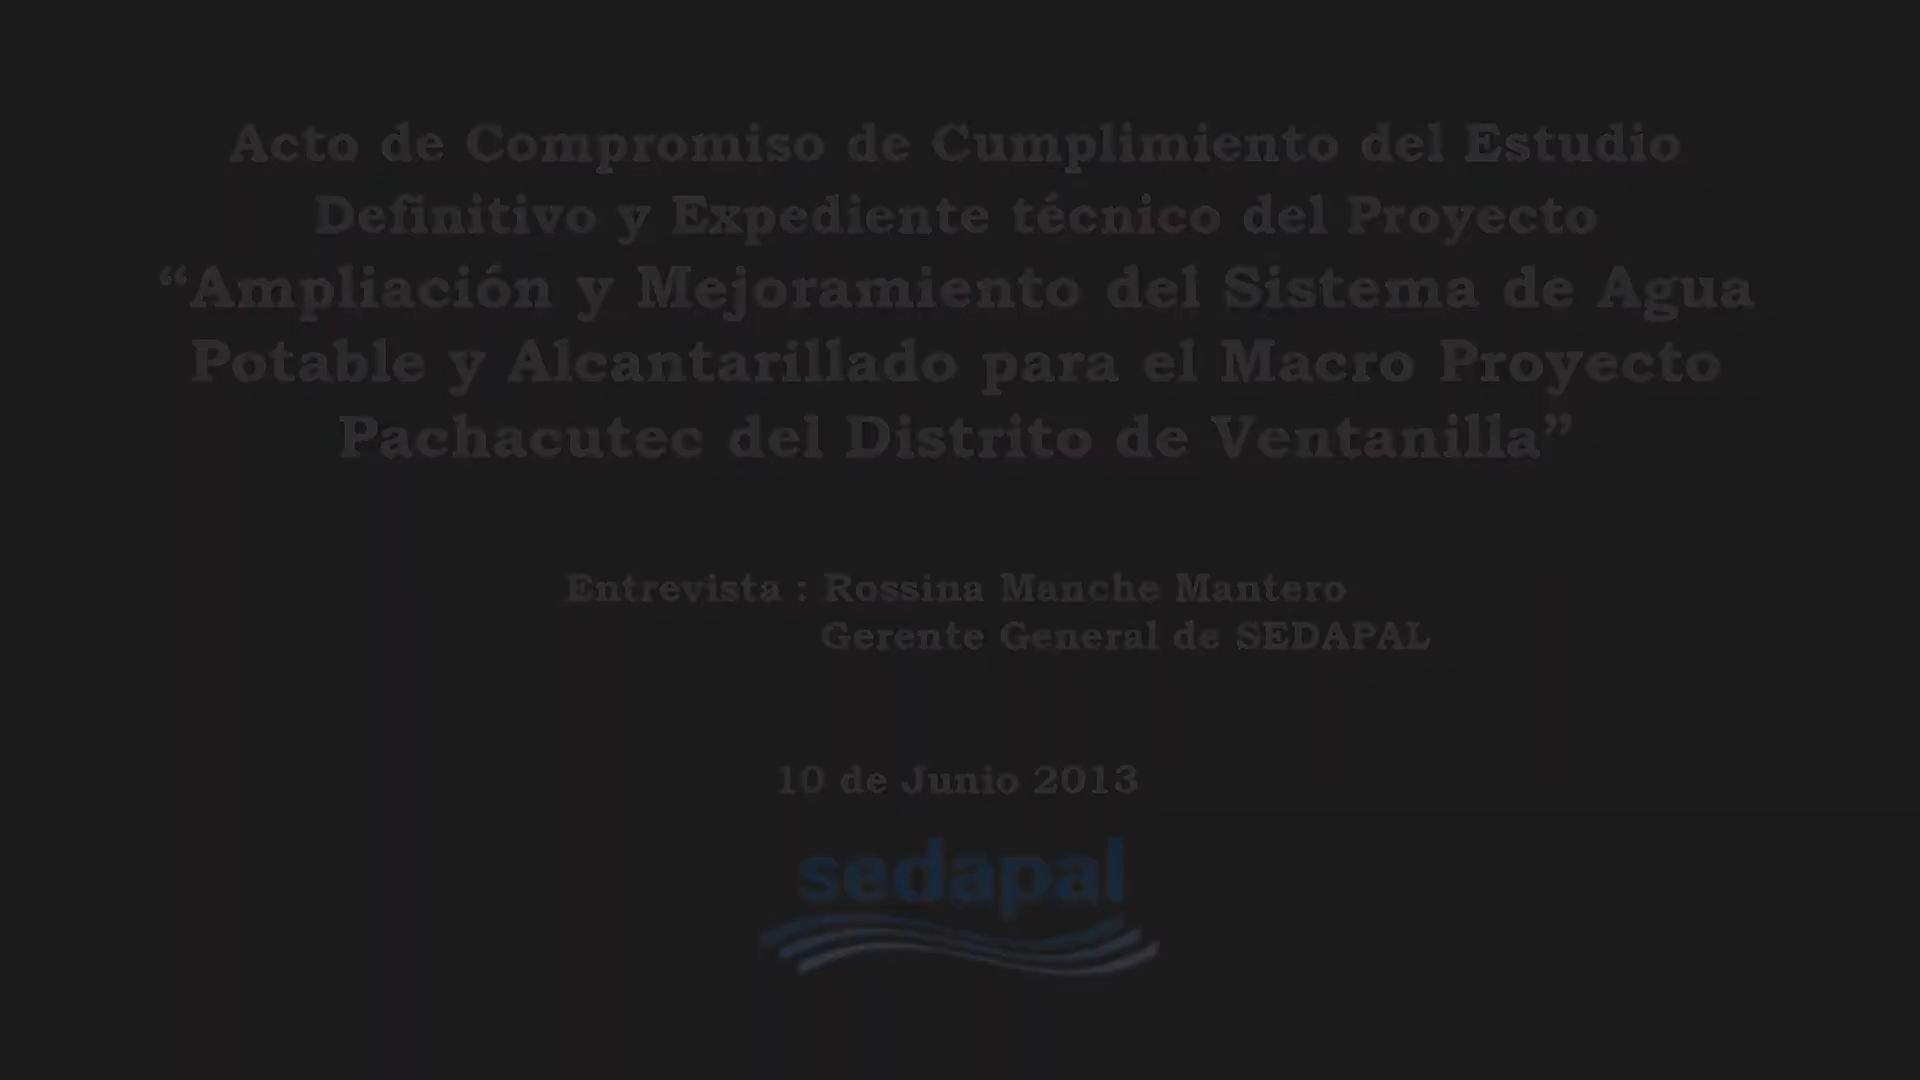 Acto de Compromiso de Cumplimiento del Estudio
Definitivo y Expediente técnico del Proyecto
“Ampliación y Mejoramiento del Sistema de Agua
Potable y Alcantarillado para el Macro Proyecto
Pachacutec del Distrito de Ventanilla”
Entrevista : Rossina Manche Mantero
Gerente General de SEDAPAL
10 de Junio 2013
sedapal